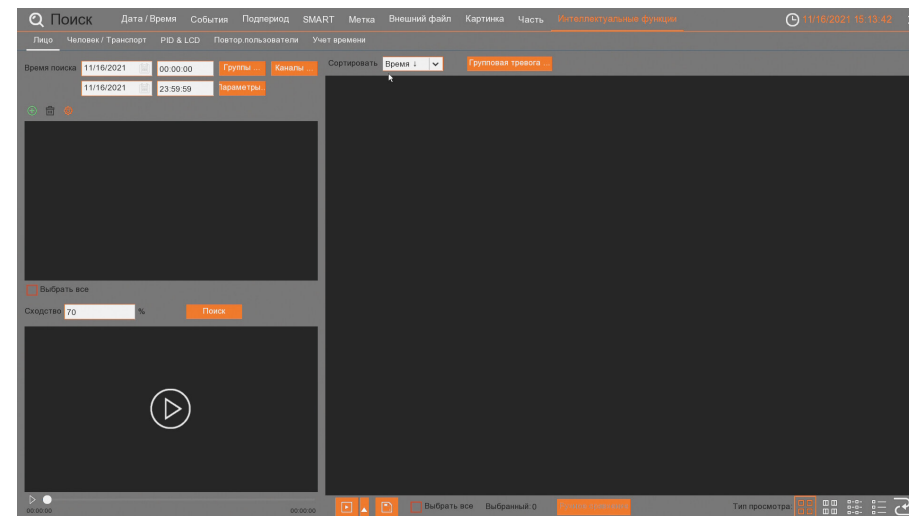 Поиск Дата / Время События Подпериод SMART Метка Внешний файл Картинка Часть Интеллектуальные функции 11/16/2021 15:13:42
Лицо Человек / Транспорт PID & LCD Повтор.пользователи Учет времени
Время поиска 11/16/2021 00:00:00 Группы ... Каналы ... Сортировать Время ↓ Групповая тревога ...
11/16/2021 23:59:59 Параметры..
Выбрать все
Сходство 70 % Поиск
00:00:00 00:00:00 Выбрать все Выбранный: 0 Тип просмотра: